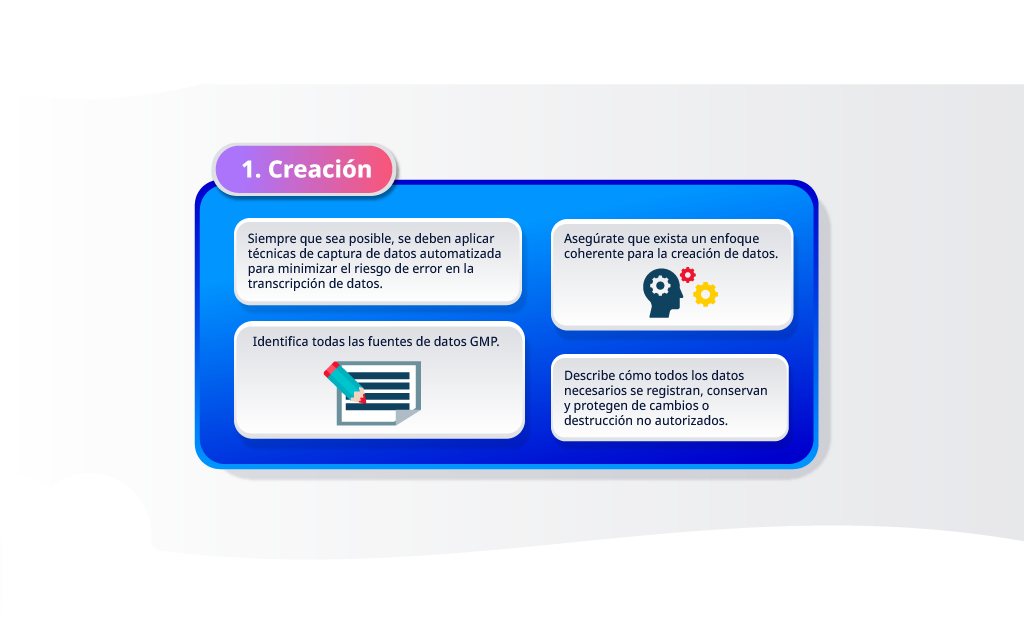 1. Creación
Siempre que sea posible, se deben aplicar
técnicas de captura de datos automatizada
para minimizar el riesgo de error en la
transcripción de datos.
Asegúrate que exista un enfoque
coherente para la creación de datos.
Identifica todas las fuentes de datos GMP.
Describe cómo todos los datos
necesarios se registran, conservan
y protegen de cambios o
destrucción no autorizados.